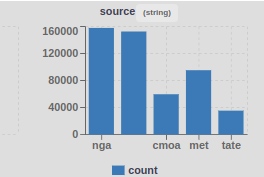 source (string)
160000
120000
80000
40000
0
nga cmoa met tate
count